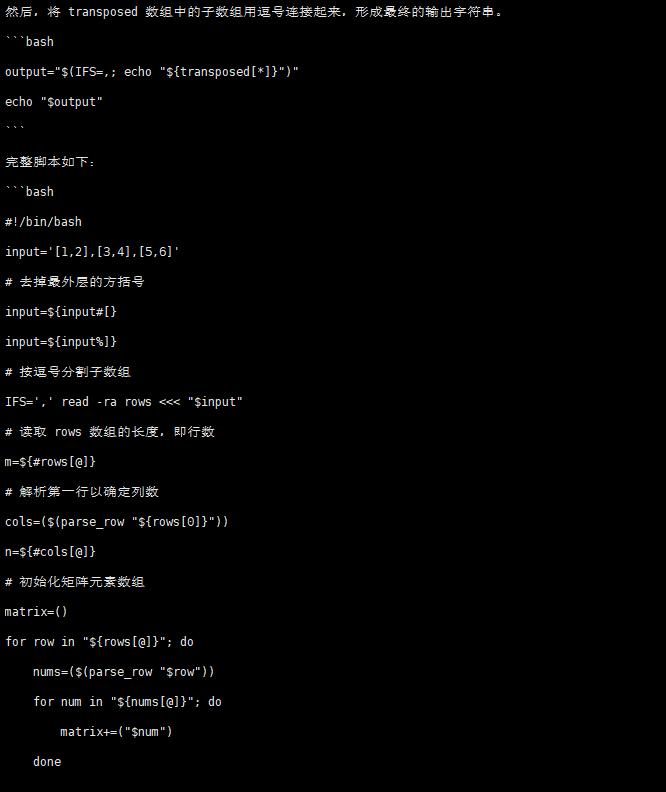 然后，将 transposed 数组中的子数组用逗号连接起来，形成最终的输出字符串。
```bash
output="$(IFS=,; echo "${transposed[*]}")"
echo "$output"
```
完整脚本如下：
```bash
#!/bin/bash
input='[1,2],[3,4],[5,6]'
# 去掉最外层的方括号
input=${input#[}
input=${input%]}
# 按逗号分割子数组
IFS=',' read -ra rows <<< "$input"
# 读取 rows 数组的长度，即行数
m=${#rows[@]}
# 解析第一行以确定列数
cols=($(parse_row "${rows[0]}"))
n=${#cols[@]}
# 初始化矩阵元素数组
matrix=()
for row in "${rows[@]}"; do
    nums=($(parse_row "$row"))
    for num in "${nums[@]}"; do
        matrix+=("$num")
    done